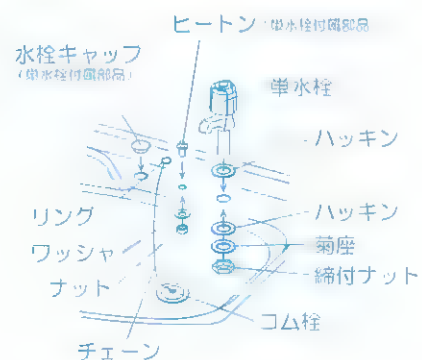 ヒートン 単水栓付属部品
水栓キャップ
(単水栓付属部品)
単水栓
ハッキン
リング
ハッキン
ワッシャ
菊座
ナット
締付ナット
コム栓
チェーン